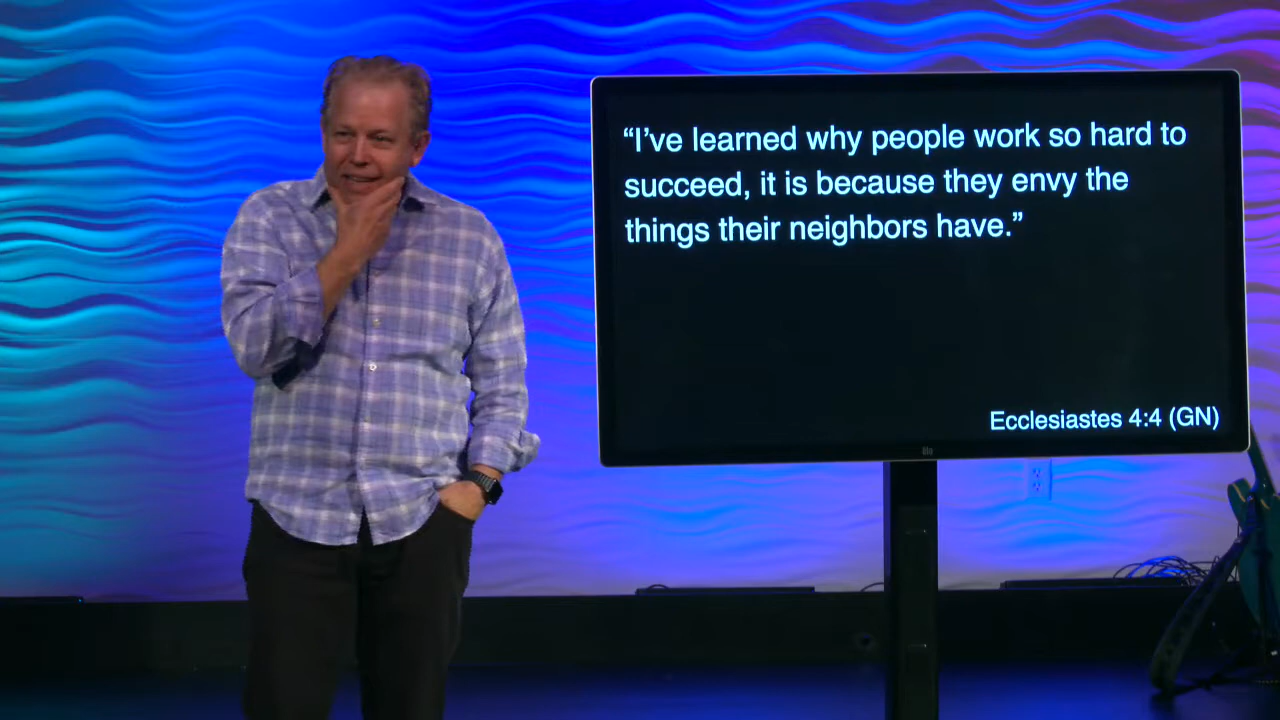 “I’ve learned why people work so hard to
succeed, it is because they envy the
things their neighbors have.”
Ecclesiastes 4:4 (GN)
elo